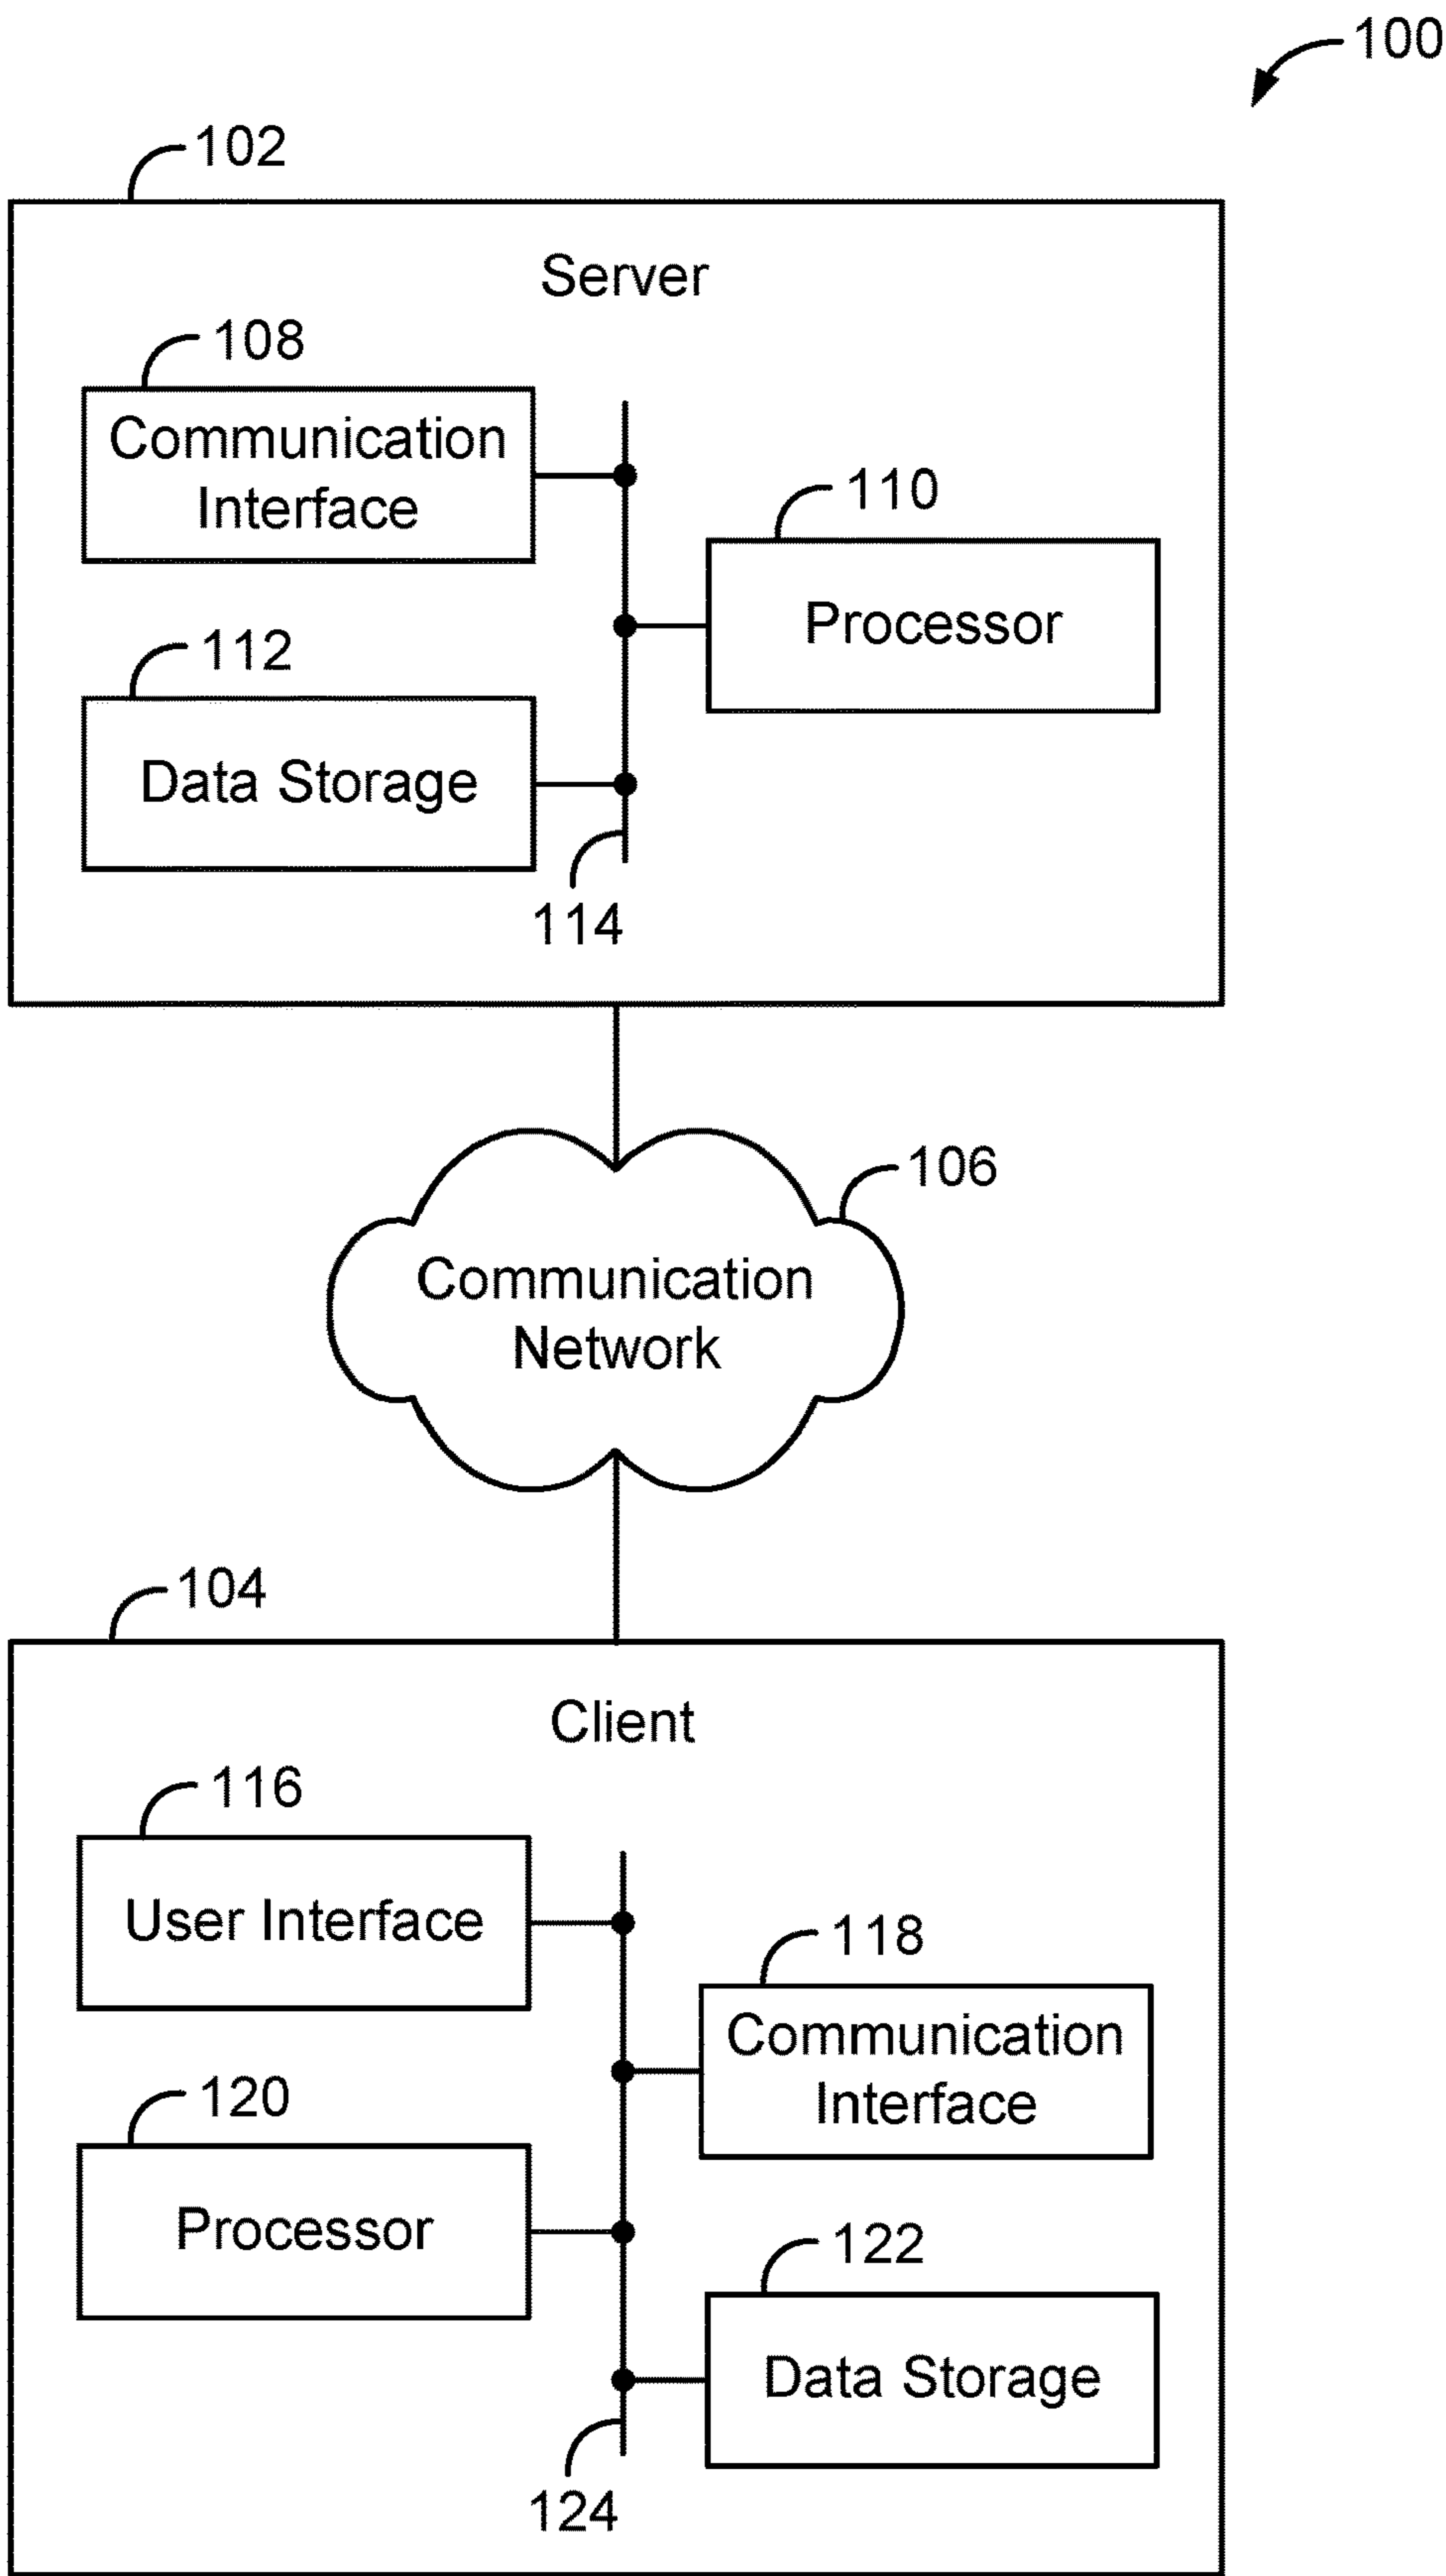 100
102
Server
108
Communication
Interface
110
Processor
112
Data Storage
114
106
Communication
Network
104
Client
116
User Interface
118
Communication
Interface
120
Processor
122
Data Storage
124